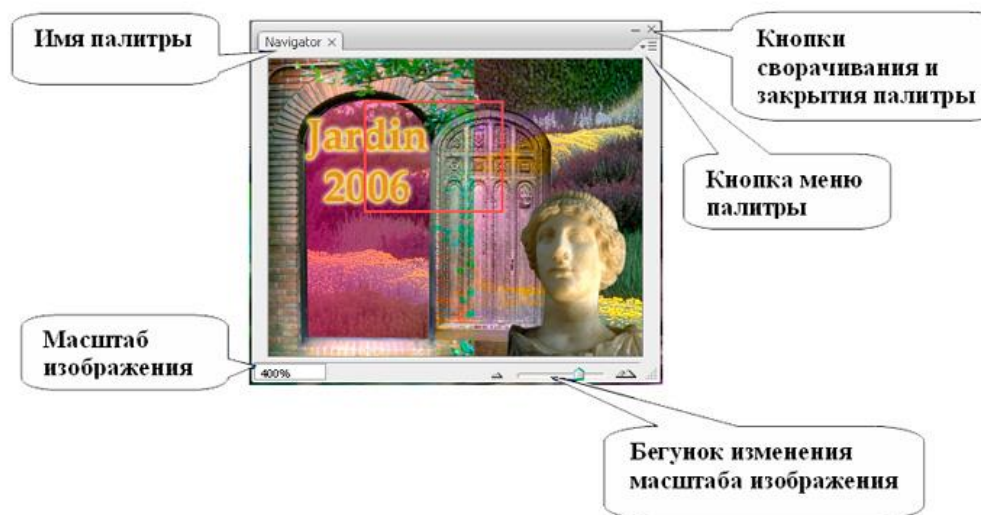 Имя палитры
Navigator ×
Кнопки
сворачивания и
закрытия палитры
Jardin
2006
Кнопка меню
палитры
Масштаб
изображения
400%
Бегунок изменения
масштаба изображения